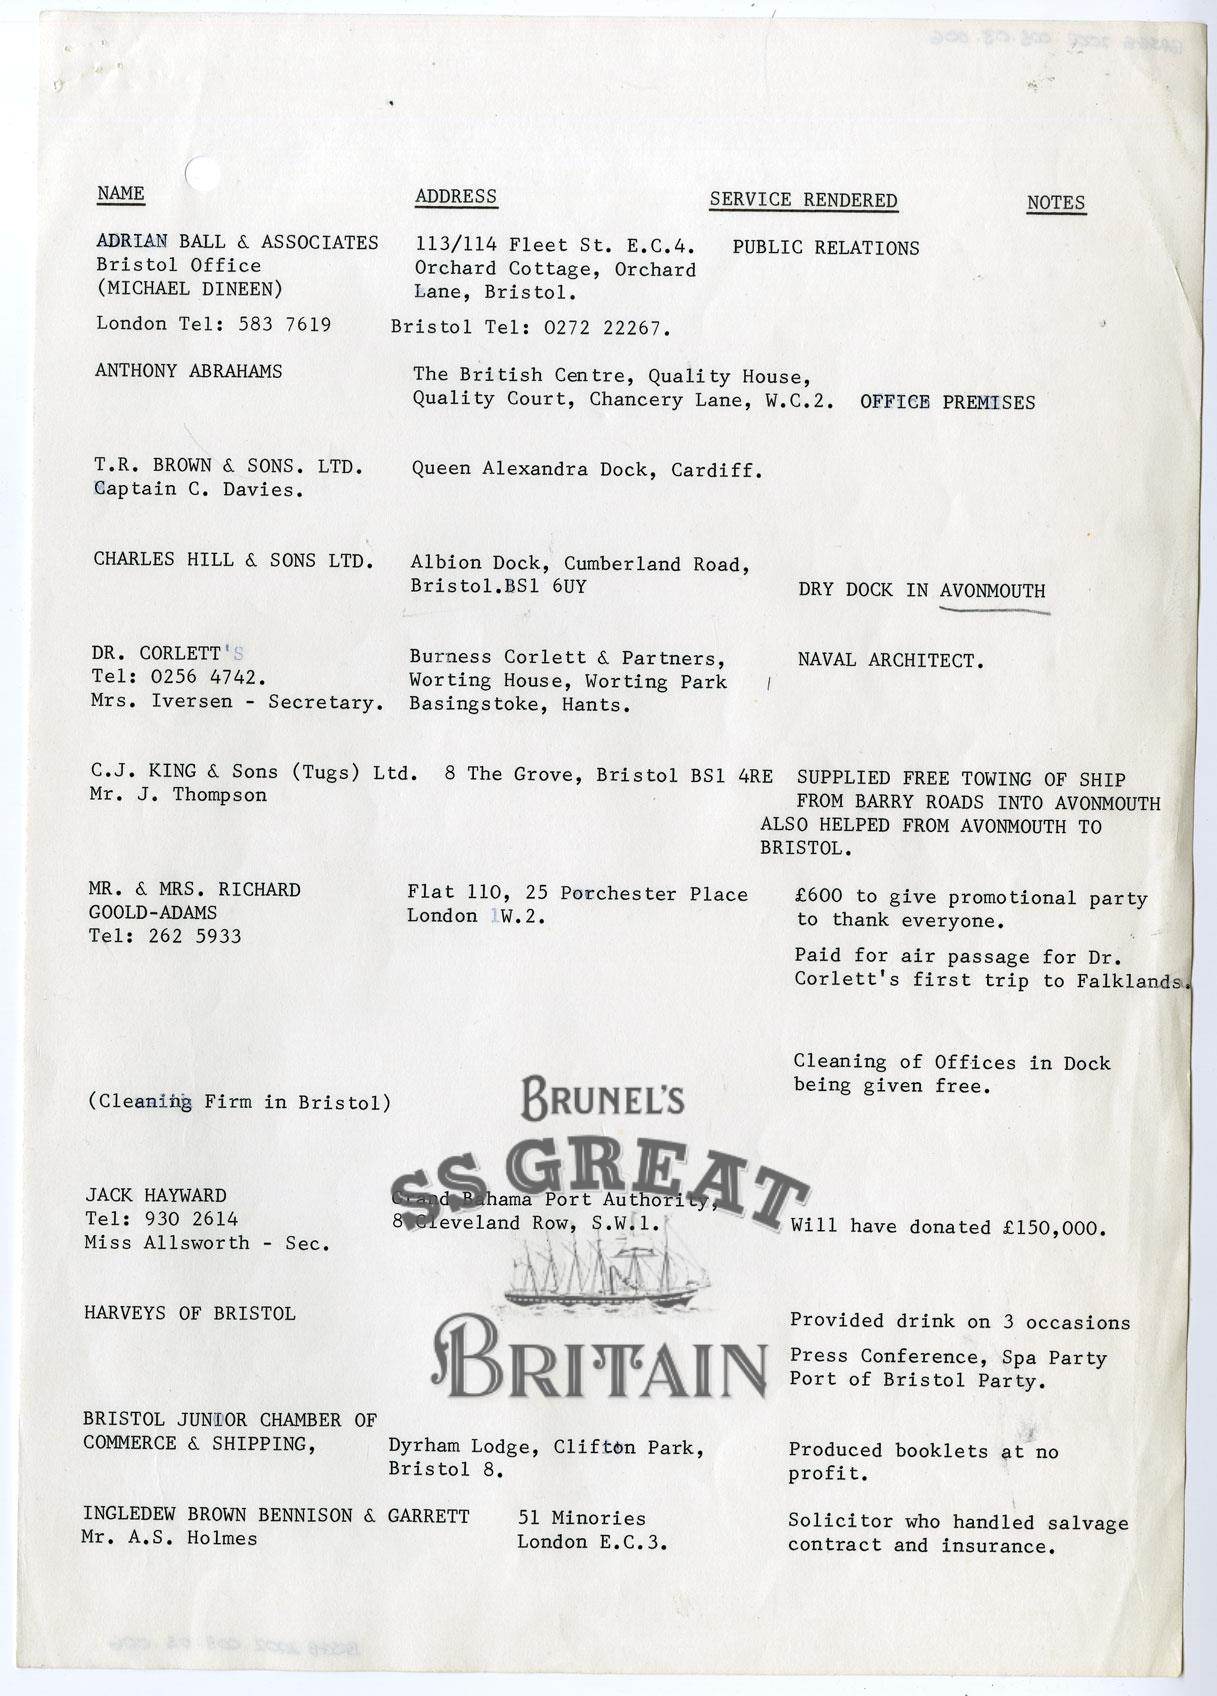 NAME ADDRESS SERVICE RENDERED NOTES
ADRIAN BALL & ASSOCIATES 113/114 Fleet St. E.C.4. PUBLIC RELATIONS
Bristol Office Orchard Cottage, Orchard
(MICHAEL DINEEN) Lane, Bristol.
London Tel: 583 7619 Bristol Tel: 0272 22267.
ANTHONY ABRAHAMS The British Centre, Quality House,
Quality Court, Chancery Lane, W.C.2. OFFICE PREMISES
T.R. BROWN & SONS. LTD. Queen Alexandra Dock, Cardiff.
Captain C. Davies.
CHARLES HILL & SONS LTD. Albion Dock, Cumberland Road,
Bristol.BS1 6UY DRY DOCK IN AVONMOUTH
DR. CORLETT'S Burness Corlett & Partners, NAVAL ARCHITECT.
Tel: 0256 4742. Worting House, Worting Park
Mrs. Iversen - Secretary. Basingstoke, Hants.
C.J. KING & Sons (Tugs) Ltd. 8 The Grove, Bristol BS1 4RE SUPPLIED FREE TOWING OF SHIP
Mr. J. Thompson FROM BARRY ROADS INTO AVONMOUTH
ALSO HELPED FROM AVONMOUTH TO
BRISTOL.
MR. & MRS. RICHARD Flat 110, 25 Porchester Place £600 to give promotional party
GOOLD-ADAMS London W.2. to thank everyone.
Tel: 262 5933
Paid for air passage for Dr.
Corlett's first trip to Falklands.
Cleaning of Offices in Dock
being given free.
(Cleaning Firm in Bristol)
BRUNEL'S
SS GREAT
JACK HAYWARD Grand Bahama Port Authority,
Tel: 930 2614 8 Cleveland Row, S.W.1. Will have donated £150,000.
Miss Allsworth - Sec.
HARVEYS OF BRISTOL Provided drink on 3 occasions
BRITAIN
Press Conference, Spa Party
Port of Bristol Party.
BRISTOL JUNIOR CHAMBER OF
COMMERCE & SHIPPING, Dyrham Lodge, Clifton Park, Produced booklets at no
Bristol 8. profit.
INGLEDEW BROWN BENNISON & GARRETT 51 Minories Solicitor who handled salvage
Mr. A.S. Holmes London E.C.3. contract and insurance.